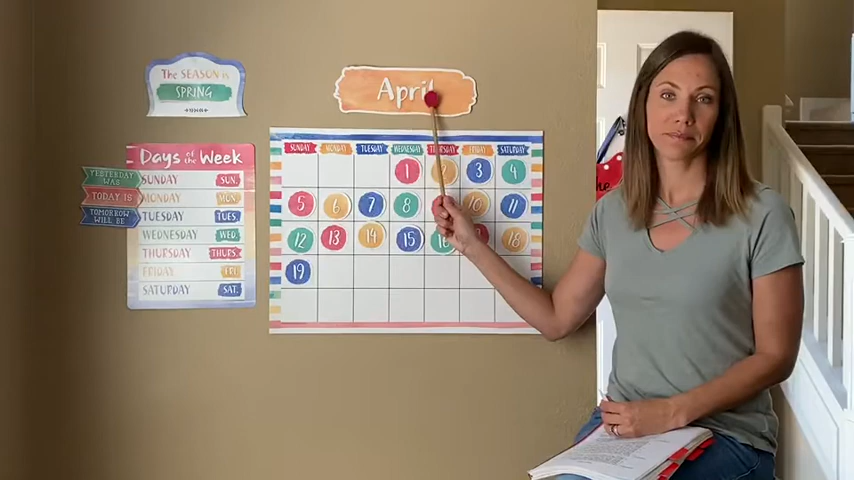 The SEASON is
SPRING
April
DAYS of the WEEK
YESTERDAY WAS
TODAY IS
TOMORROW WILL BE
SUNDAY SUN.
MONDAY MON.
TUESDAY TUES.
WEDNESDAY WED.
THURSDAY THURS.
FRIDAY FRI.
SATURDAY SAT.
SUNDAY MONDAY TUESDAY WEDNESDAY THURSDAY FRIDAY SATURDAY
1 2 3 4
5 6 7 8 10 11
12 13 14 15 16 18
19